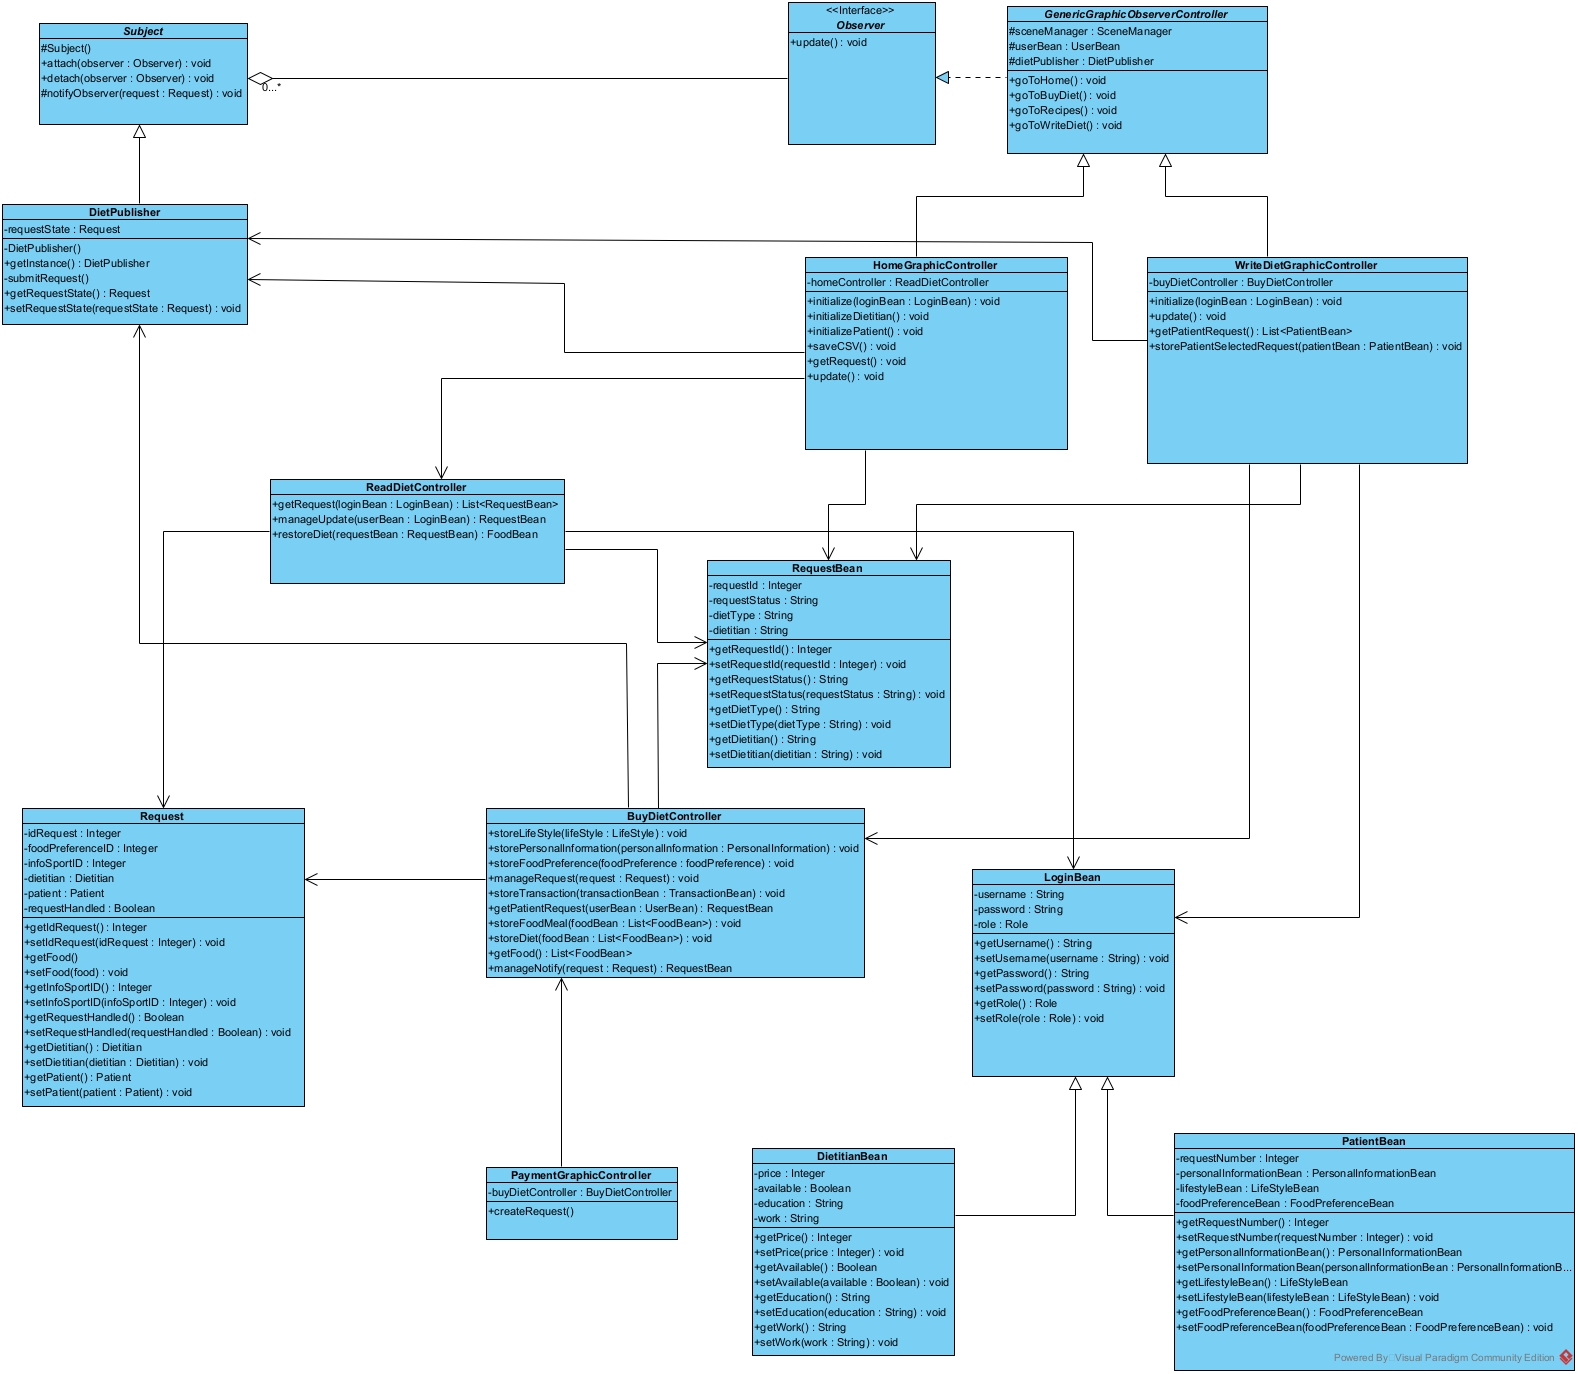 Subject
#Subject()
+attach(observer : Observer) : void
+detach(observer : Observer) : void
#notifyObserver(request : Request) : void
0...*
<<Interface>>
Observer
+update() : void
GenericGraphicObserverController
#sceneManager : SceneManager
#userBean : UserBean
#dietPublisher : DietPublisher
+goToHome() : void
+goToBuyDiet() : void
+goToRecipes() : void
+goToWriteDiet() : void
DietPublisher
-requestState : Request
-DietPublisher()
+getInstance() : DietPublisher
-submitRequest()
+getRequestState() : Request
+setRequestState(requestState : Request) : void
HomeGraphicController
-homeController : ReadDietController
+initialize(loginBean : LoginBean) : void
+initializeDietitian() : void
+initializePatient() : void
+saveCSV() : void
+getRequest() : void
+update() : void
WriteDietGraphicController
-buyDietController : BuyDietController
+initialize(loginBean : LoginBean) : void
+update() : void
+getPatientRequest() : List<PatientBean>
+storePatientSelectedRequest(patientBean : PatientBean) : void
ReadDietController
+getRequest(loginBean : LoginBean) : List<RequestBean>
+manageUpdate(userBean : LoginBean) : RequestBean
+restoreDiet(requestBean : RequestBean) : FoodBean
RequestBean
-requestId : Integer
-requestStatus : String
-dietType : String
-dietitian : String
+getRequestId() : Integer
+setRequestId(requestId : Integer) : void
+getRequestStatus() : String
+setRequestStatus(requestStatus : String) : void
+getDietType() : String
+setDietType(dietType : String) : void
+getDietitian() : String
+setDietitian(dietitian : String) : void
Request
-idRequest : Integer
-foodPreferenceID : Integer
-infoSportID : Integer
-dietitian : Dietitian
-patient : Patient
-requestHandled : Boolean
+getIdRequest() : Integer
+setIdRequest(idRequest : Integer) : void
+getFood()
+setFood(food) : void
+getInfoSportID() : Integer
+setInfoSportID(infoSportID : Integer) : void
+getRequestHandled() : Boolean
+setRequestHandled(requestHandled : Boolean) : void
+getDietitian() : Dietitian
+setDietitian(dietitian : Dietitian) : void
+getPatient() : Patient
+setPatient(patient : Patient) : void
BuyDietController
+storeLifeStyle(lifeStyle : LifeStyle) : void
+storePersonalInformation(personalInformation : PersonalInformation) : void
+storeFoodPreference(foodPreference : foodPreference) : void
+manageRequest(request : Request) : void
+storeTransaction(transactionBean : TransactionBean) : void
+getPatientRequest(userBean : UserBean) : RequestBean
+storeFoodMeal(foodBean : List<FoodBean>) : void
+storeDiet(foodBean : List<FoodBean>) : void
+getFood() : List<FoodBean>
+manageNotify(request : Request) : RequestBean
LoginBean
-username : String
-password : String
-role : Role
+getUsername() : String
+setUsername(username : String) : void
+getPassword() : String
+setPassword(password : String) : void
+getRole() : Role
+setRole(role : Role) : void
PaymentGraphicController
-buyDietController : BuyDietController
+createRequest()
DietitianBean
-price : Integer
-available : Boolean
-education : String
-work : String
+getPrice() : Integer
+setPrice(price : Integer) : void
+getAvailable() : Boolean
+setAvailable(available : Boolean) : void
+getEducation() : String
+setEducation(education : String) : void
+getWork() : String
+setWork(work : String) : void
PatientBean
-requestNumber : Integer
-personalInformationBean : PersonalInformationBean
-lifestyleBean : LifeStyleBean
-foodPreferenceBean : FoodPreferenceBean
+getRequestNumber() : Integer
+setRequestNumber(requestNumber : Integer) : void
+getPersonalInformationBean() : PersonalInformationBean
+setPersonalInformationBean(personalInformationBean : PersonalInformationB...
+getLifestyleBean() : LifeStyleBean
+setLifestyleBean(lifestyleBean : LifeStyleBean) : void
+getFoodPreferenceBean() : FoodPreferenceBean
+setFoodPreferenceBean(foodPreferenceBean : FoodPreferenceBean) : void
Powered By Visual Paradigm Community Edition